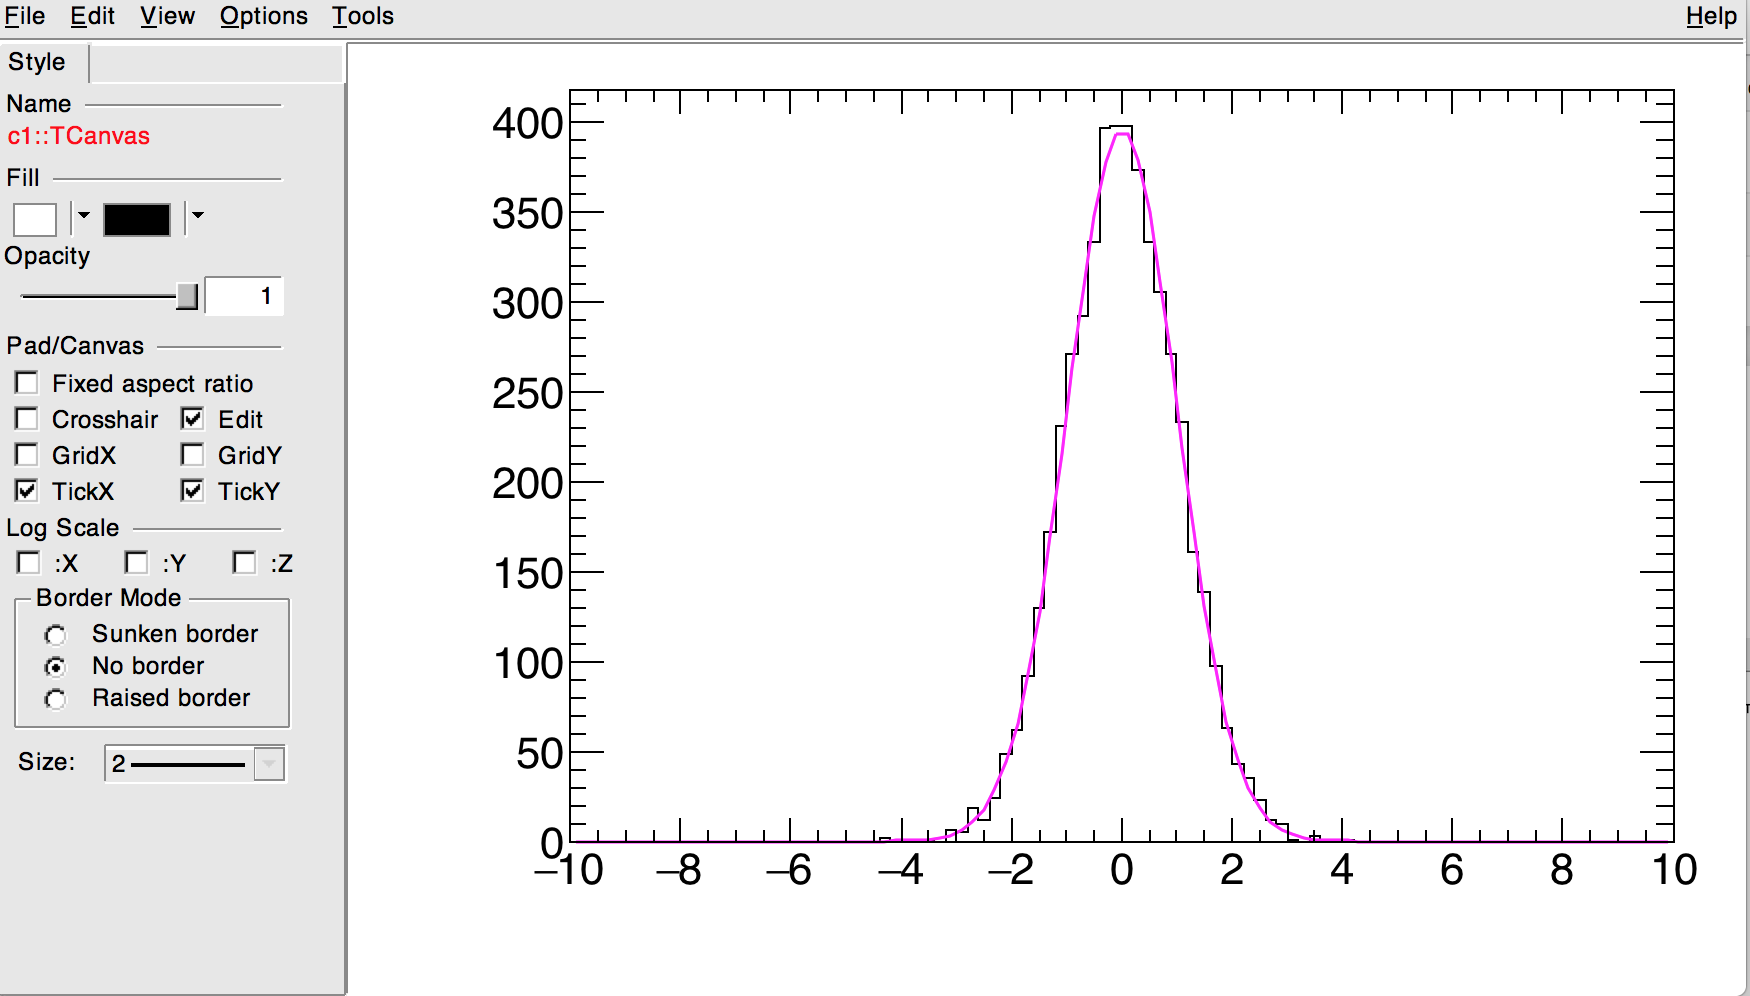 File Edit View Options Tools Help
Style
Name
c1::TCanvas
Fill
Opacity
1
Pad/Canvas
Fixed aspect ratio
Crosshair Edit
GridX GridY
TickX TickY
Log Scale
:X :Y :Z
Border Mode
Sunken border
No border
Raised border
Size: 2
400
350
300
250
200
150
100
50
0
−10 −8 −6 −4 −2 0 2 4 6 8 10